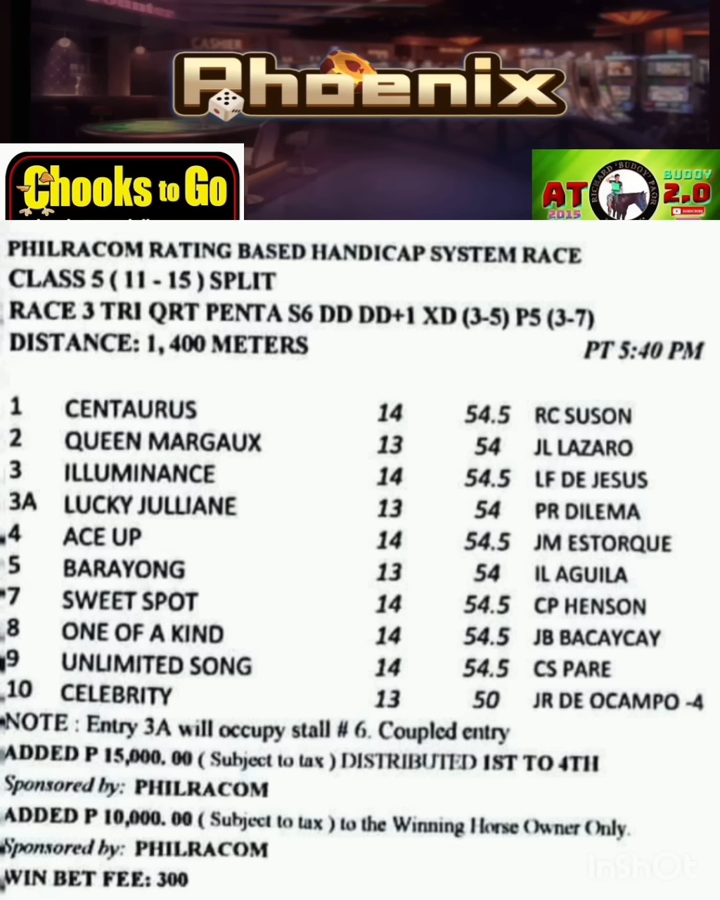 Phoenix
CASHIER
Chooks to Go
AT
2015
RICHARD "BUDDY" PAOR
BUDDY
2.0
SUBSCRIBE
PHILRACOM RATING BASED HANDICAP SYSTEM RACE
CLASS 5 ( 11 - 15 ) SPLIT
RACE 3 TRI QRT PENTA S6 DD DD+1 XD (3-5) P5 (3-7)
DISTANCE: 1, 400 METERS PT 5:40 PM
1 CENTAURUS 14 54.5 RC SUSON
2 QUEEN MARGAUX 13 54 JL LAZARO
3 ILLUMINANCE 14 54.5 LF DE JESUS
3A LUCKY JULLIANE 13 54 PR DILEMA
4 ACE UP 14 54.5 JM ESTORQUE
5 BARAYONG 13 54 IL AGUILA
7 SWEET SPOT 14 54.5 CP HENSON
8 ONE OF A KIND 14 54.5 JB BACAYCAY
9 UNLIMITED SONG 14 54.5 CS PARE
10 CELEBRITY 13 50 JR DE OCAMPO -4
NOTE : Entry 3A will occupy stall # 6. Coupled entry
ADDED P 15,000. 00 ( Subject to tax ) DISTRIBUTED 1ST TO 4TH
Sponsored by: PHILRACOM
ADDED P 10,000. 00 ( Subject to tax ) to the Winning Horse Owner Only.
Sponsored by: PHILRACOM
WIN BET FEE: 300
InShOt